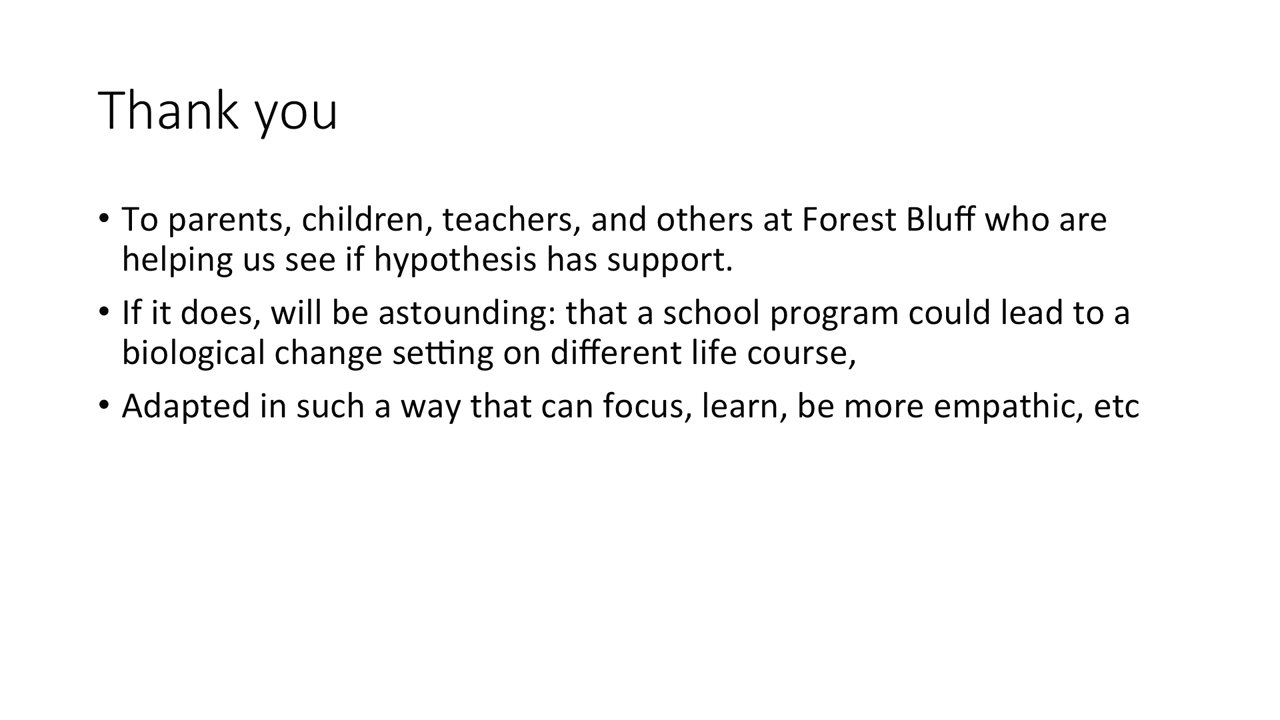 Thank you
• To parents, children, teachers, and others at Forest Bluff who are
helping us see if hypothesis has support.
• If it does, will be astounding: that a school program could lead to a
biological change setting on different life course,
• Adapted in such a way that can focus, learn, be more empathic, etc